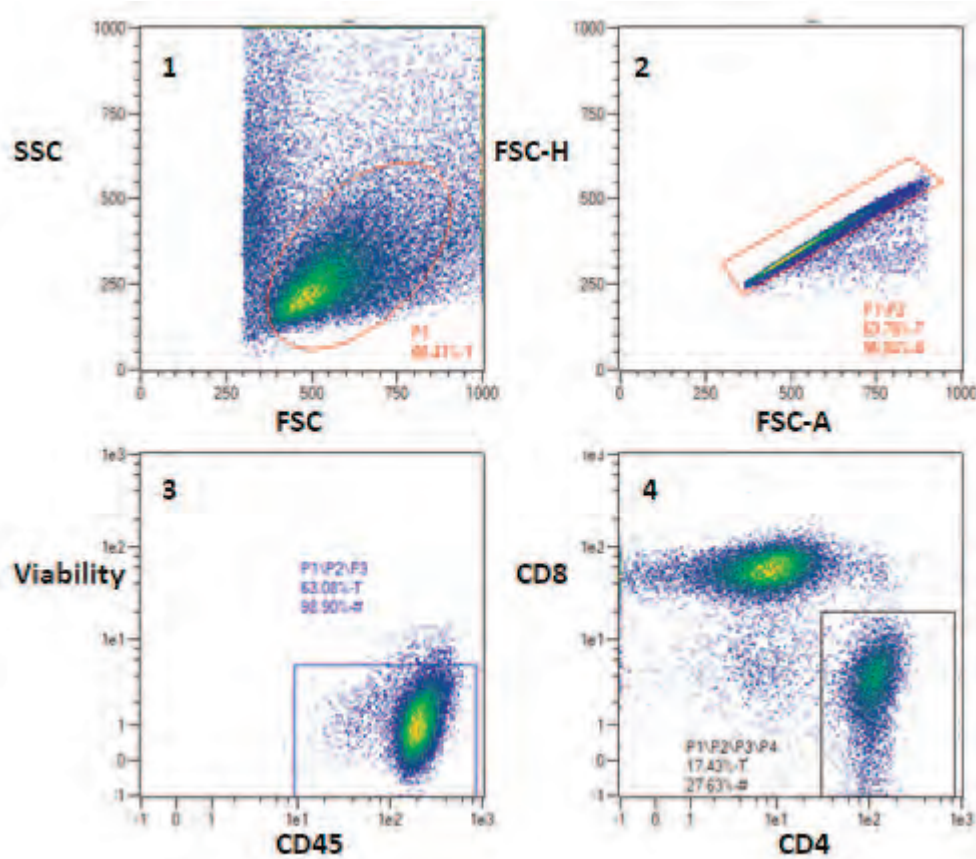 1
SSC
1000
750
500
250
0
0 250 500 750 1000
FSC
P1
2
FSC-H
1000
750
500
250
0
0 250 500 750 1000
FSC-A
P1\P2
3
Viability
1e3
1e2
1e1
1
0
-1
-1 0 1 1e1 1e2 1e3
CD45
P1\P2\P3
63.08%-T
98.90%-#
4
CD8
1e2
1e1
1
0
-1
-1 0 1 1e1 1e2 1e3
CD4
P1\P2\P3\P4
17.43%-T
27.63%-#